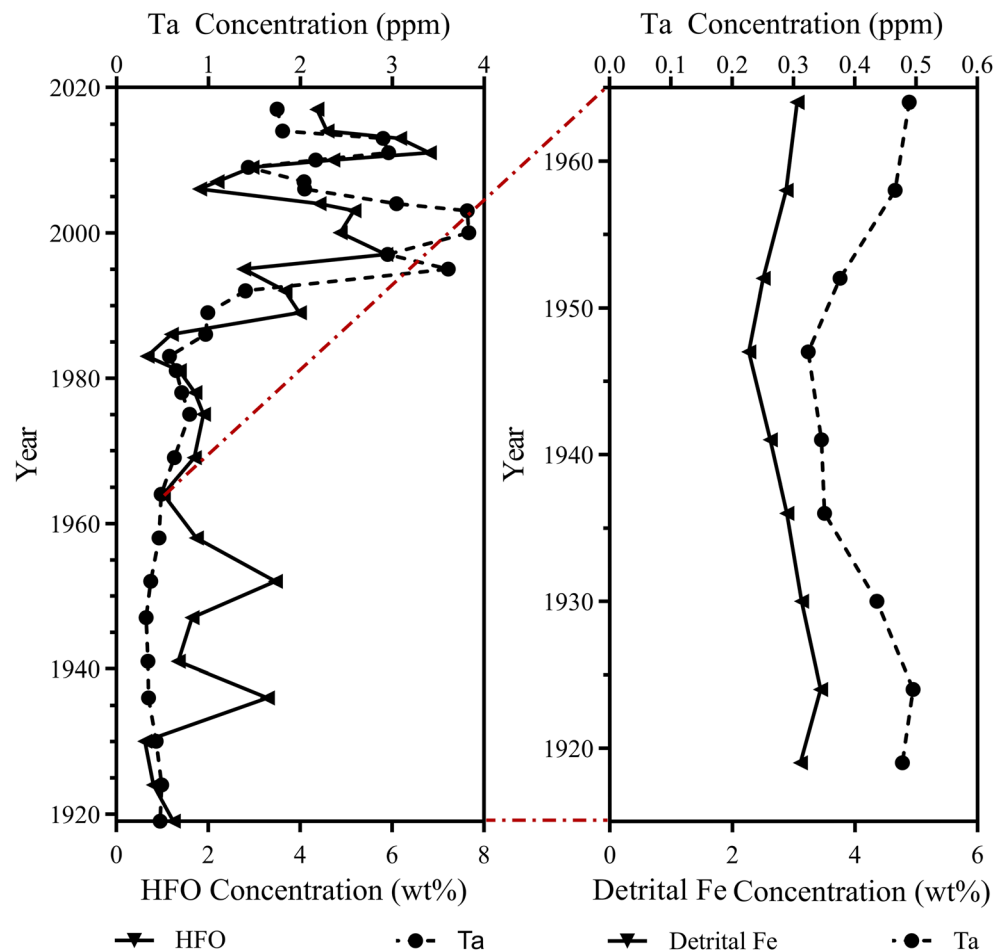 Ta Concentration (ppm)
0 1 2 3 4
2020
2000
1980
1960
1940
1920
Year
0 2 4 6 8
HFO Concentration (wt%)
HFO Ta
Ta Concentration (ppm)
0.0 0.1 0.2 0.3 0.4 0.5 0.6
1960
1950
1940
1930
1920
Year
0 2 4 6
Detrital Fe Concentration (wt%)
Detrital Fe Ta